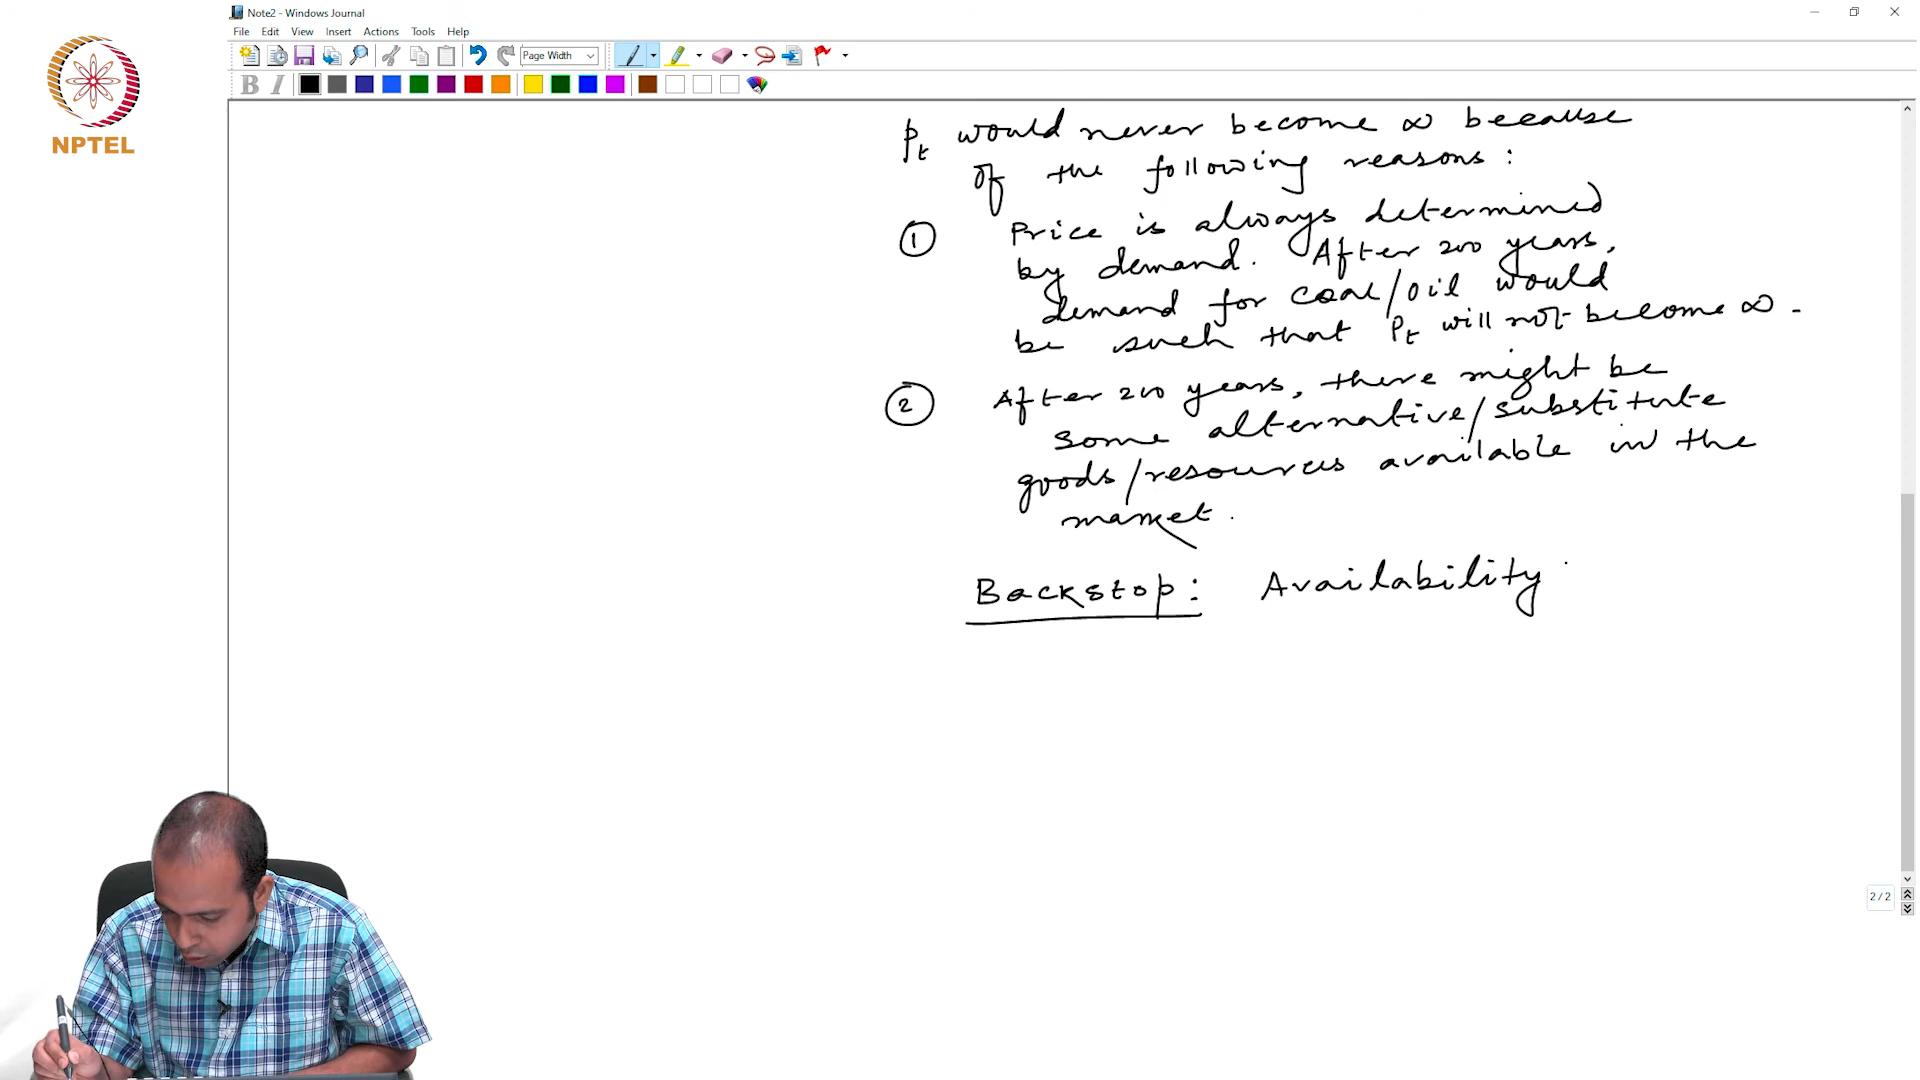 Note2 - Windows Journal
File Edit View Insert Actions Tools Help
Page Width
B I
NPTEL
Pt would never become ∞ because
of the following reasons:
① Price is always determined
by demand. After 200 years,
demand for coal/oil would
be such that Pt will not become ∞.
② After 200 years, there might be
some alternative/substitute
goods/resources available in the
market.
Backstop: Availability
2 / 2